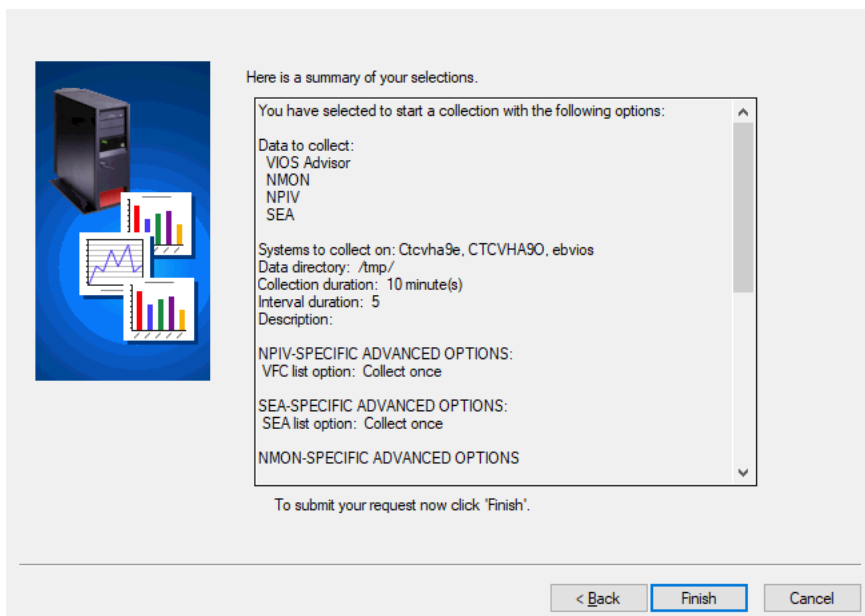 Here is a summary of your selections.
You have selected to start a collection with the following options:
Data to collect:
VIOS Advisor
NMON
NPIV
SEA
Systems to collect on: Ctcvha9e, CTCVHA9O, ebvios
Data directory: /tmp/
Collection duration: 10 minute(s)
Interval duration: 5
Description:
NPIV-SPECIFIC ADVANCED OPTIONS:
VFC list option: Collect once
SEA-SPECIFIC ADVANCED OPTIONS:
SEA list option: Collect once
NMON-SPECIFIC ADVANCED OPTIONS
To submit your request now click 'Finish'.
< Back
Finish
Cancel